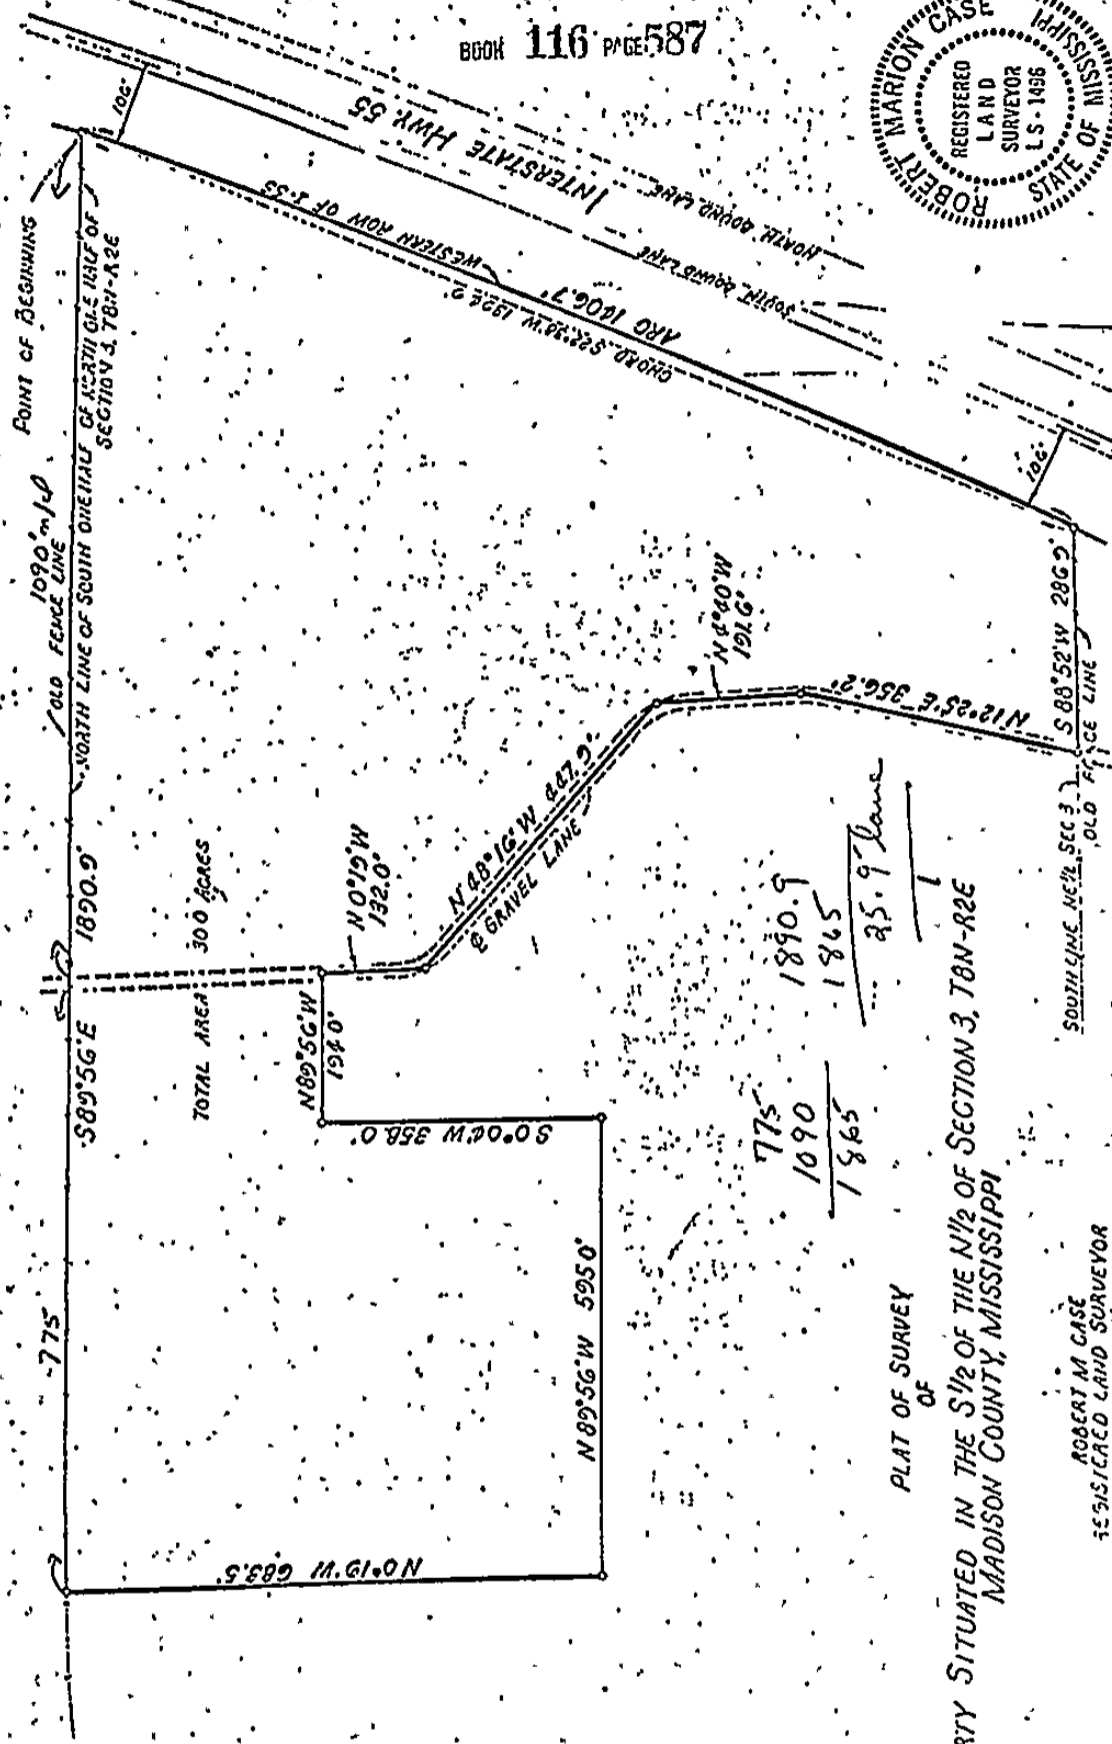 BOOK 116 PAGE 587
POINT OF BEGINNING
1090' m/l
OLD FENCE LINE
NORTH LINE OF SOUTH ONE HALF OF NORTH ONE HALF OF
SECTION 3, T8N-R2E
106'
INTERSTATE HWY. 55
NORTH BOUND LANE
SOUTH BOUND LANE
WESTERN ROW OF I-55
ARC 1406.7'
CHORD S22°38'W
106'
775
S89°56'E 1890.9'
TOTAL AREA ACRES
N0°19'W
132.0'
N89°56'W
194.0'
S0°04'W 358.0'
N89°56'W 595.0'
N0°19'W 683.5'
N48°16'W
℄ GRAVEL LANE
N4°40'W
191.6'
N12°25'E 356.2'
S88°52'W 286.9'
OLD FENCE LINE
SOUTH LINE NE¼, SEC 3
775
1090
1865
1890.9
1865
25.9' lane
PLAT OF SURVEY
OF
RTY SITUATED IN THE S1/2 OF THE N1/2 OF SECTION 3, T8N-R2E
MADISON COUNTY, MISSISSIPPI
ROBERT M CASE
REGISTERED LAND SURVEYOR
ROBERT MARION CASE
REGISTERED
LAND
SURVEYOR
LS-1496
STATE OF MISSISSIPPI